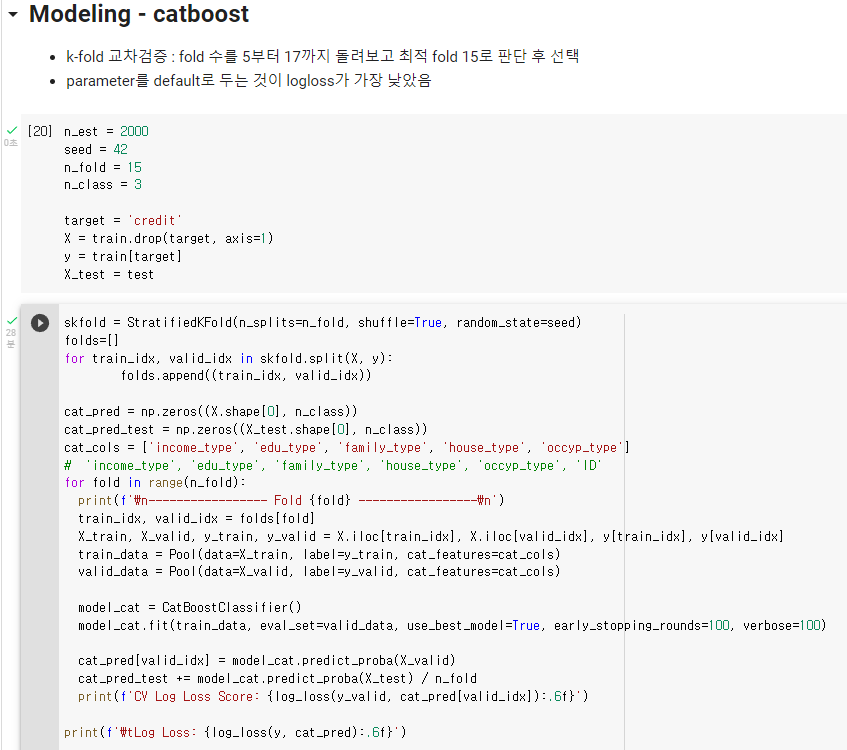 Modeling - catboost
k-fold 교차검증 : fold 수를 5부터 17까지 돌려보고 최적 fold 15로 판단 후 선택
parameter를 default로 두는 것이 logloss가 가장 낮았음
0초
[20] n_est = 2000
seed = 42
n_fold = 15
n_class = 3
target = 'credit'
X = train.drop(target, axis=1)
y = train[target]
X_test = test
28분
skfold = StratifiedKFold(n_splits=n_fold, shuffle=True, random_state=seed)
folds=[]
for train_idx, valid_idx in skfold.split(X, y):
        folds.append((train_idx, valid_idx))
cat_pred = np.zeros((X.shape[0], n_class))
cat_pred_test = np.zeros((X_test.shape[0], n_class))
cat_cols = ['income_type', 'edu_type', 'family_type', 'house_type', 'occyp_type']
#  'income_type', 'edu_type', 'family_type', 'house_type', 'occyp_type', 'ID'
for fold in range(n_fold):
  print(f'₩n----------------- Fold {fold} -----------------₩n')
  train_idx, valid_idx = folds[fold]
  X_train, X_valid, y_train, y_valid = X.iloc[train_idx], X.iloc[valid_idx], y[train_idx], y[valid_idx]
  train_data = Pool(data=X_train, label=y_train, cat_features=cat_cols)
  valid_data = Pool(data=X_valid, label=y_valid, cat_features=cat_cols)
  model_cat = CatBoostClassifier()
  model_cat.fit(train_data, eval_set=valid_data, use_best_model=True, early_stopping_rounds=100, verbose=100)
  cat_pred[valid_idx] = model_cat.predict_proba(X_valid)
  cat_pred_test += model_cat.predict_proba(X_test) / n_fold
  print(f'CV Log Loss Score: {log_loss(y_valid, cat_pred[valid_idx]):.6f}')
print(f'₩tLog Loss: {log_loss(y, cat_pred):.6f}')